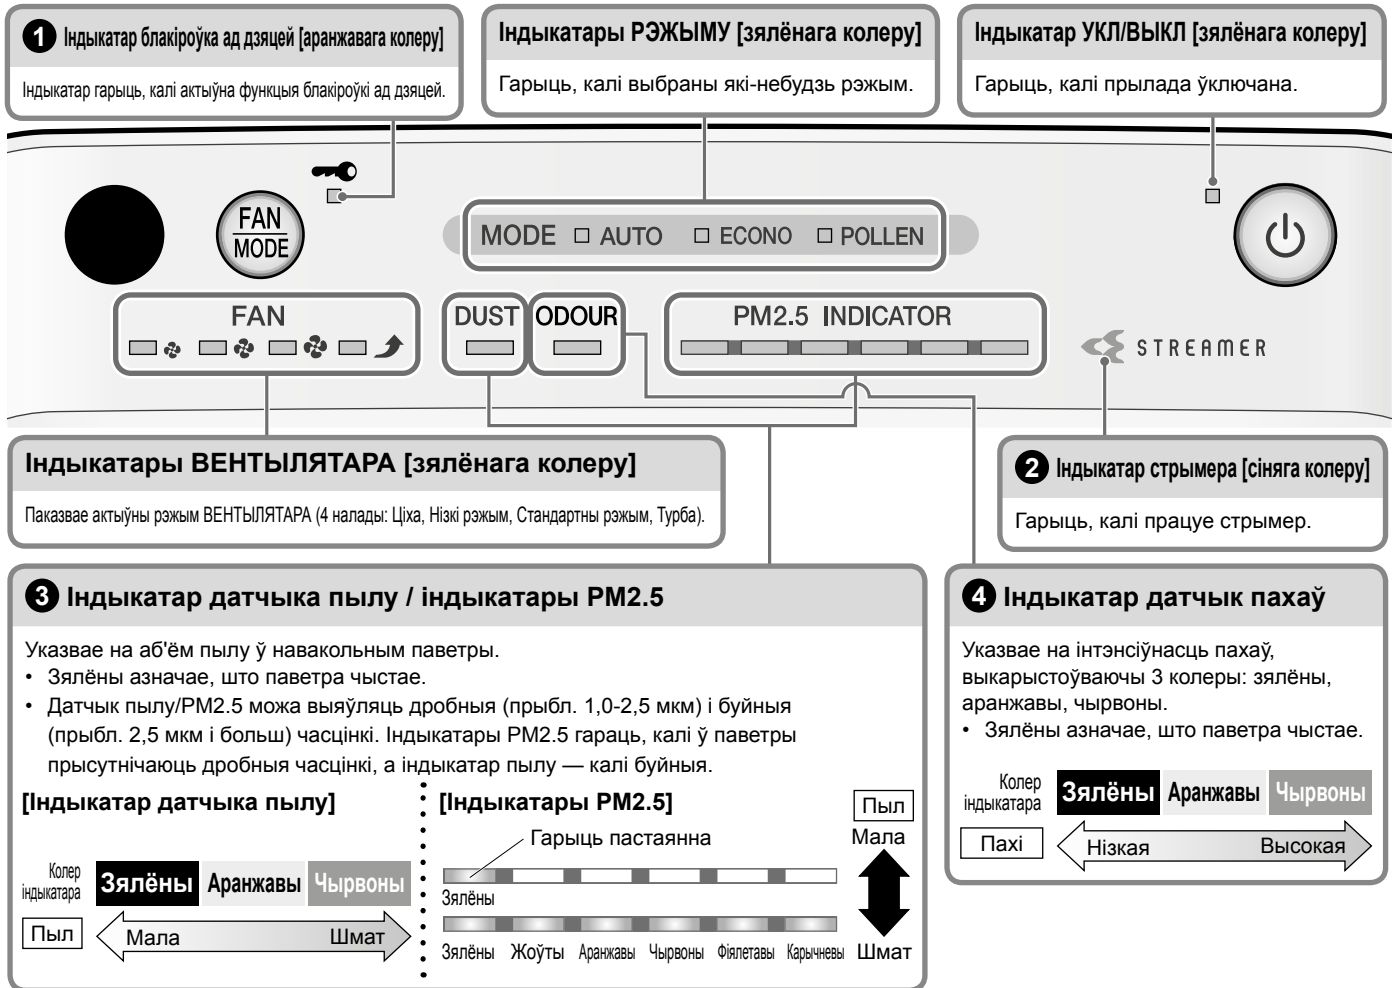 1 Індыкатар блакіроўка ад дзяцей [аранжавага колеру]
Індыкатар гарыць, калі актыўна функцыя блакіроўкі ад дзяцей.
Індыкатары РЭЖЫМУ [зялёнага колеру]
Гарыць, калі выбраны які-небудзь рэжым.
Індыкатар УКЛ/ВЫКЛ [зялёнага колеру]
Гарыць, калі прылада ўключана.
FAN
MODE
MODE AUTO ECONO POLLEN
FAN
DUST
ODOUR
PM2.5 INDICATOR
STREAMER
Індыкатары ВЕНТЫЛЯТАРА [зялёнага колеру]
Паказвае актыўны рэжым ВЕНТЫЛЯТАРА (4 налады: Ціха, Нізкі рэжым, Стандартны рэжым, Турба).
2 Індыкатар стрымера [сіняга колеру]
Гарыць, калі працуе стрымер.
3 Індыкатар датчыка пылу / індыкатары PM2.5
Указвае на аб'ём пылу ў навакольным паветры.
• Зялёны азначае, што паветра чыстае.
• Датчык пылу/PM2.5 можа выяўляць дробныя (прыбл. 1,0-2,5 мкм) і буйныя
(прыбл. 2,5 мкм і больш) часцінкі. Індыкатары PM2.5 гараць, калі ў паветры
прысутнічаюць дробныя часцінкі, а індыкатар пылу — калі буйныя.
[Індыкатар датчыка пылу]
Колер
індыкатара
Зялёны Аранжавы Чырвоны
Пыл
Мала Шмат
[Індыкатары PM2.5]
Гарыць пастаянна
Зялёны
Зялёны Жоўты Аранжавы Чырвоны Фіялетавы Карычневы
Пыл
Мала
Шмат
4 Індыкатар датчык пахаў
Указвае на інтэнсіўнасць пахаў,
выкарыстоўваючы 3 колеры: зялёны,
аранжавы, чырвоны.
• Зялёны азначае, што паветра чыстае.
Колер
індыкатара
Зялёны Аранжавы Чырвоны
Пахі
Нізкая Высокая